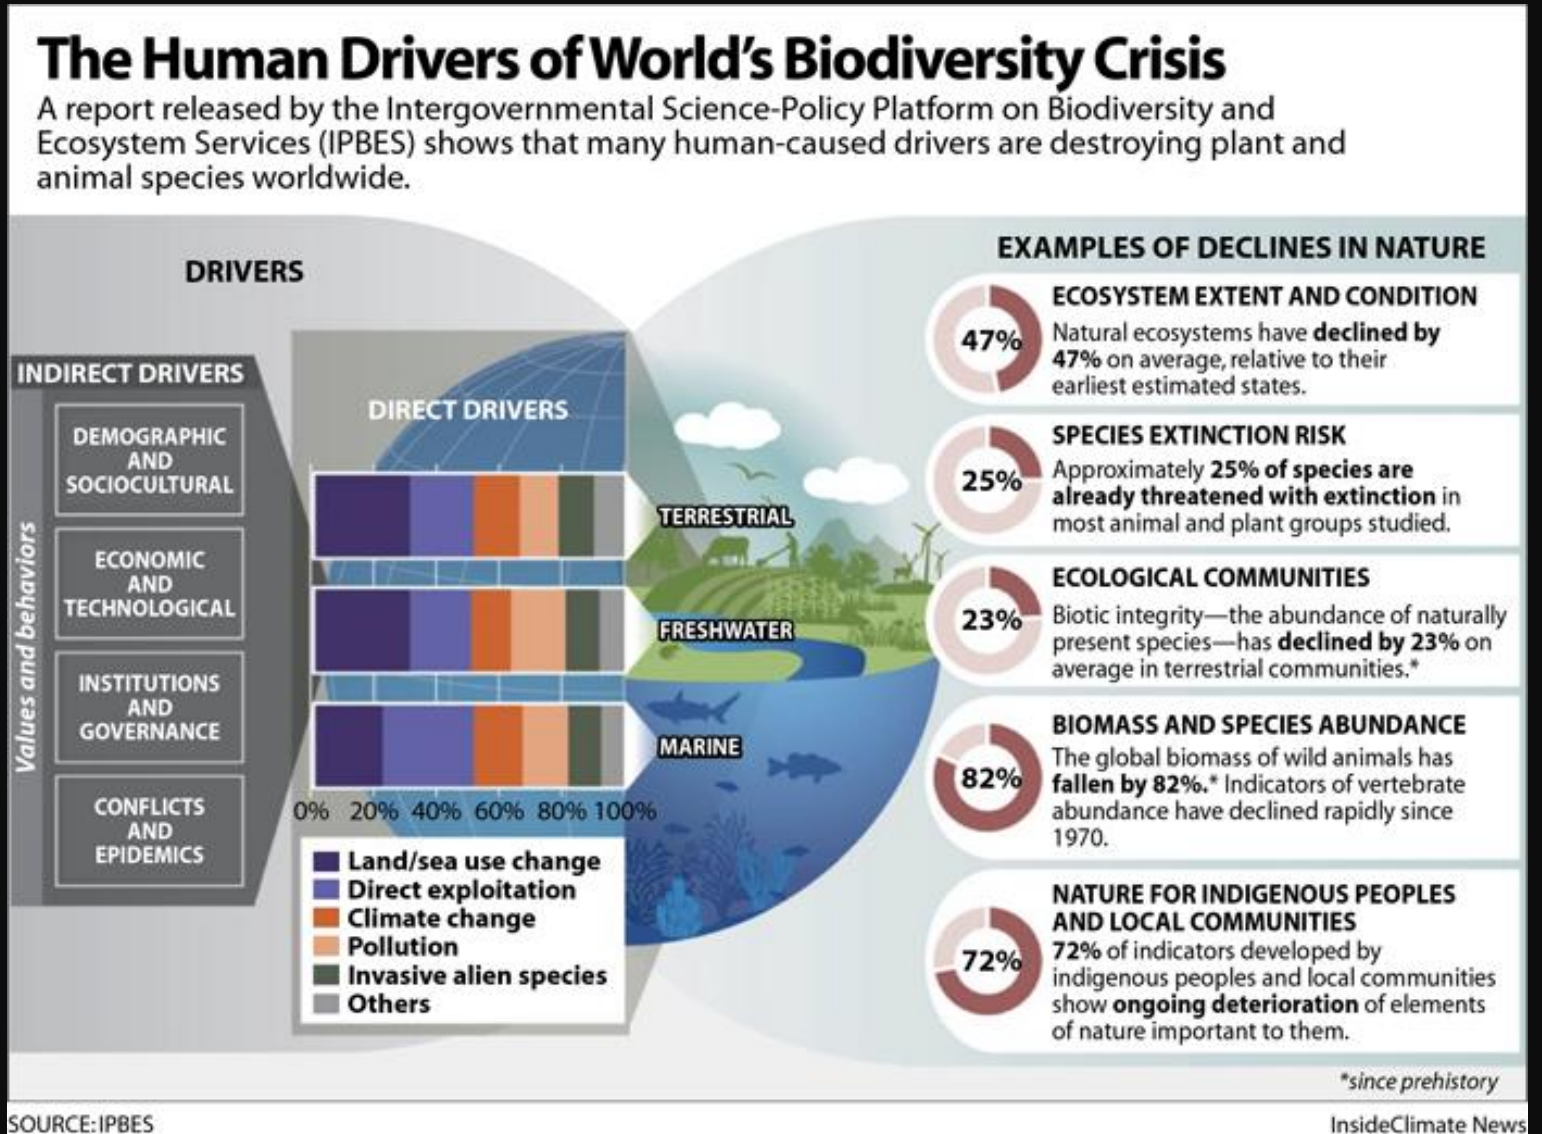 The Human Drivers of World's Biodiversity Crisis
A report released by the Intergovernmental Science-Policy Platform on Biodiversity and
Ecosystem Services (IPBES) shows that many human-caused drivers are destroying plant and
animal species worldwide.
DRIVERS
INDIRECT DRIVERS
Values and behaviors
DEMOGRAPHIC
AND
SOCIOCULTURAL
ECONOMIC
AND
TECHNOLOGICAL
INSTITUTIONS
AND
GOVERNANCE
CONFLICTS
AND
EPIDEMICS
DIRECT DRIVERS
TERRESTRIAL
FRESHWATER
MARINE
0% 20% 40% 60% 80% 100%
Land/sea use change
Direct exploitation
Climate change
Pollution
Invasive alien species
Others
EXAMPLES OF DECLINES IN NATURE
47%
ECOSYSTEM EXTENT AND CONDITION
Natural ecosystems have declined by
47% on average, relative to their
earliest estimated states.
25%
SPECIES EXTINCTION RISK
Approximately 25% of species are
already threatened with extinction in
most animal and plant groups studied.
23%
ECOLOGICAL COMMUNITIES
Biotic integrity—the abundance of naturally
present species—has declined by 23% on
average in terrestrial communities.*
82%
BIOMASS AND SPECIES ABUNDANCE
The global biomass of wild animals has
fallen by 82%.* Indicators of vertebrate
abundance have declined rapidly since
1970.
72%
NATURE FOR INDIGENOUS PEOPLES
AND LOCAL COMMUNITIES
72% of indicators developed by
indigenous peoples and local communities
show ongoing deterioration of elements
of nature important to them.
*since prehistory
SOURCE: IPBES
InsideClimate News